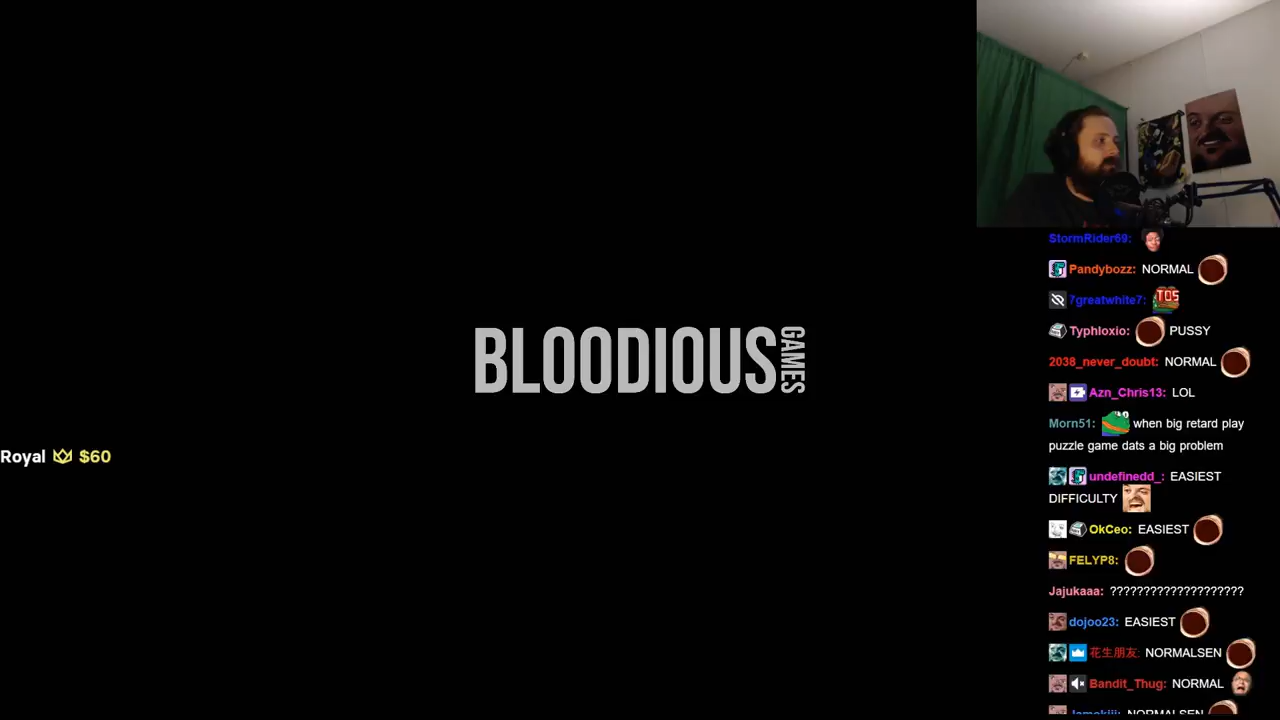 StormRider69:
Pandybozz: NORMAL
7greatwhite7: TOS
Typhloxio: PUSSY
2038_never_doubt: NORMAL
Azn_Chris13: LOL
BLOODIOUS GAMES
Morn51: when big retard play
puzzle game dats a big problem
Royal $60
undefinedd_: EASIEST
DIFFICULTY
OkCeo: EASIEST
FELYP8:
Jajukaaa: ????????????????????
dojoo23: EASIEST
花生朋友: NORMALSEN
Bandit_Thug: NORMAL
NORMALSEN